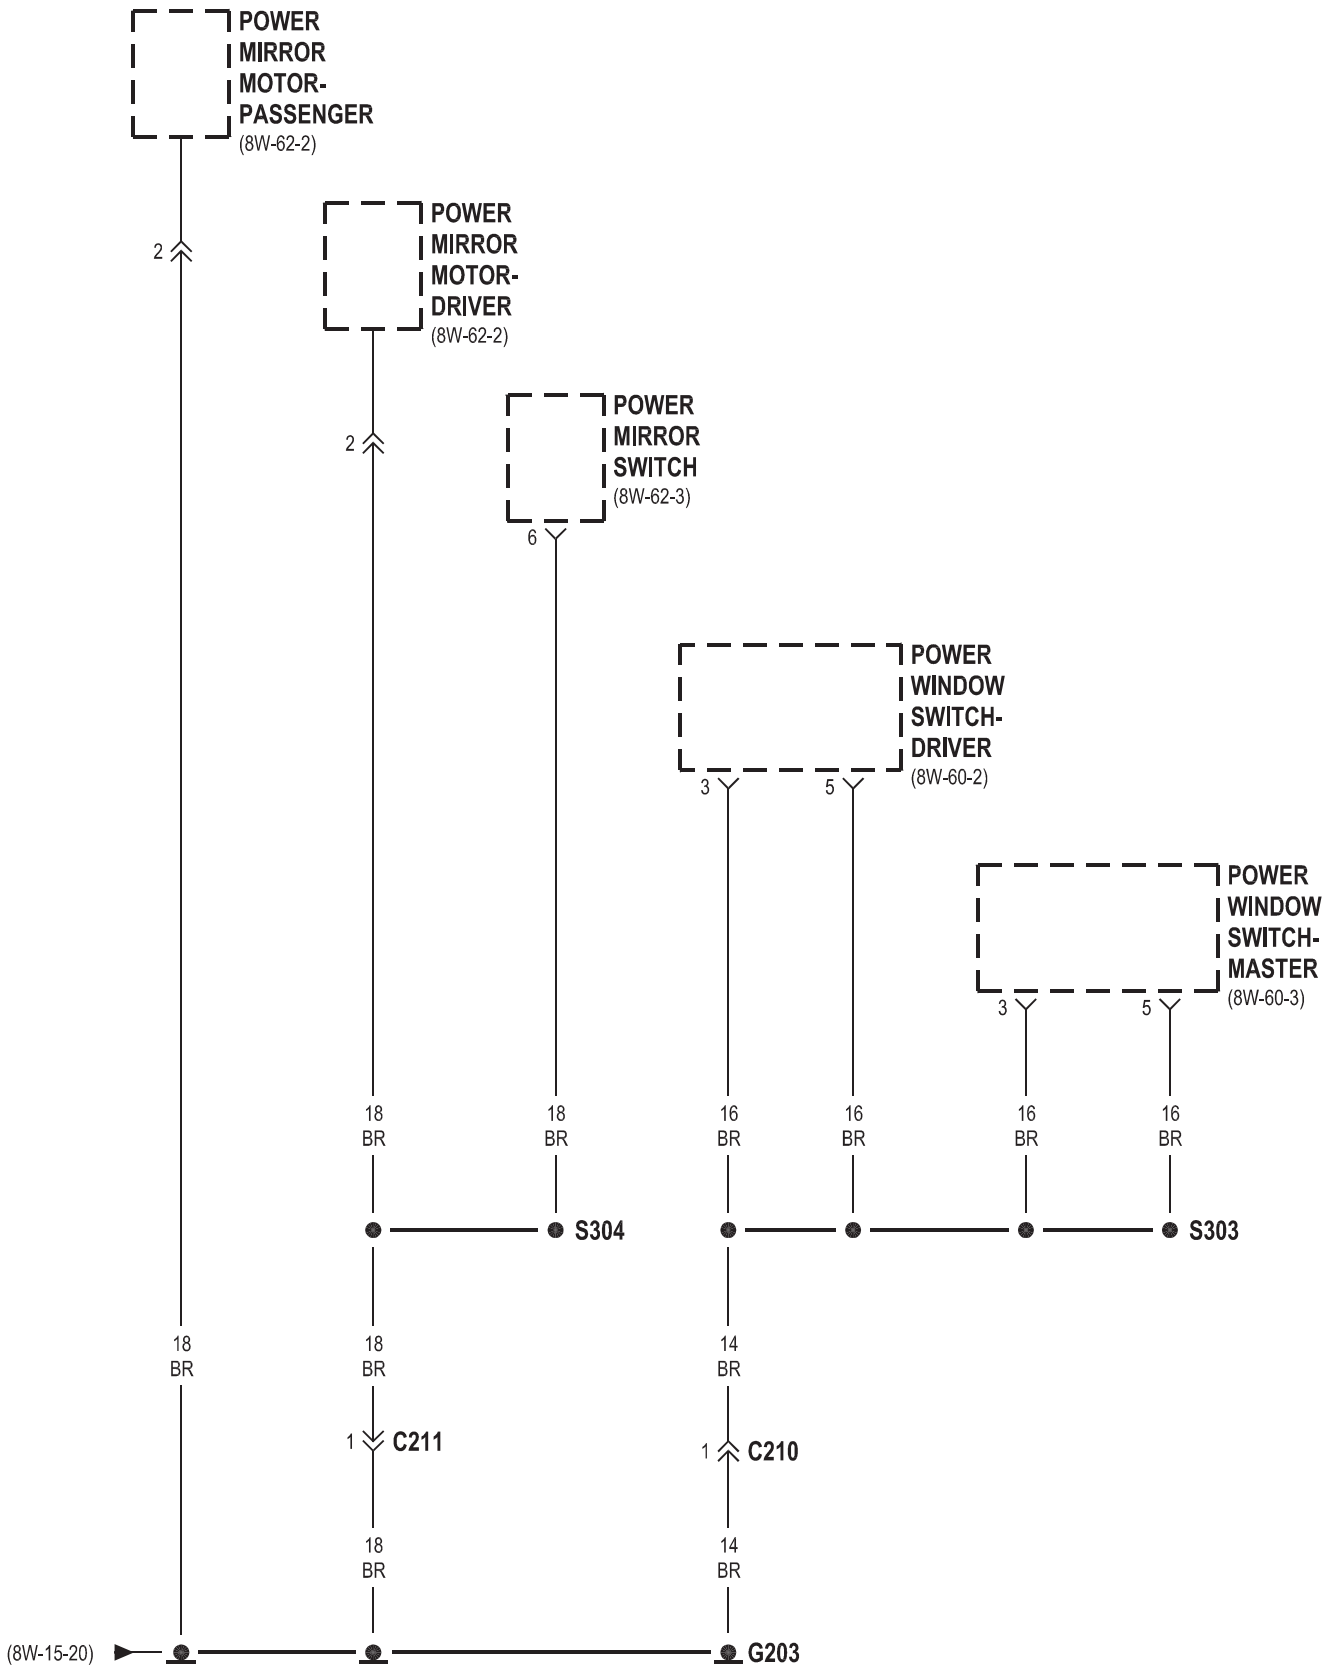 POWER
MIRROR
MOTOR-
PASSENGER
(8W-62-2)
2
POWER
MIRROR
MOTOR-
DRIVER
(8W-62-2)
2
POWER
MIRROR
SWITCH
(8W-62-3)
6
POWER
WINDOW
SWITCH-
DRIVER
(8W-60-2)
3 5
POWER
WINDOW
SWITCH-
MASTER
(8W-60-3)
3 5
18 18 16 16 16 16
BR BR BR BR BR BR
S304 S303
18 18 14
BR BR BR
1 C211
1 C210
18 14
BR BR
(8W-15-20) G203